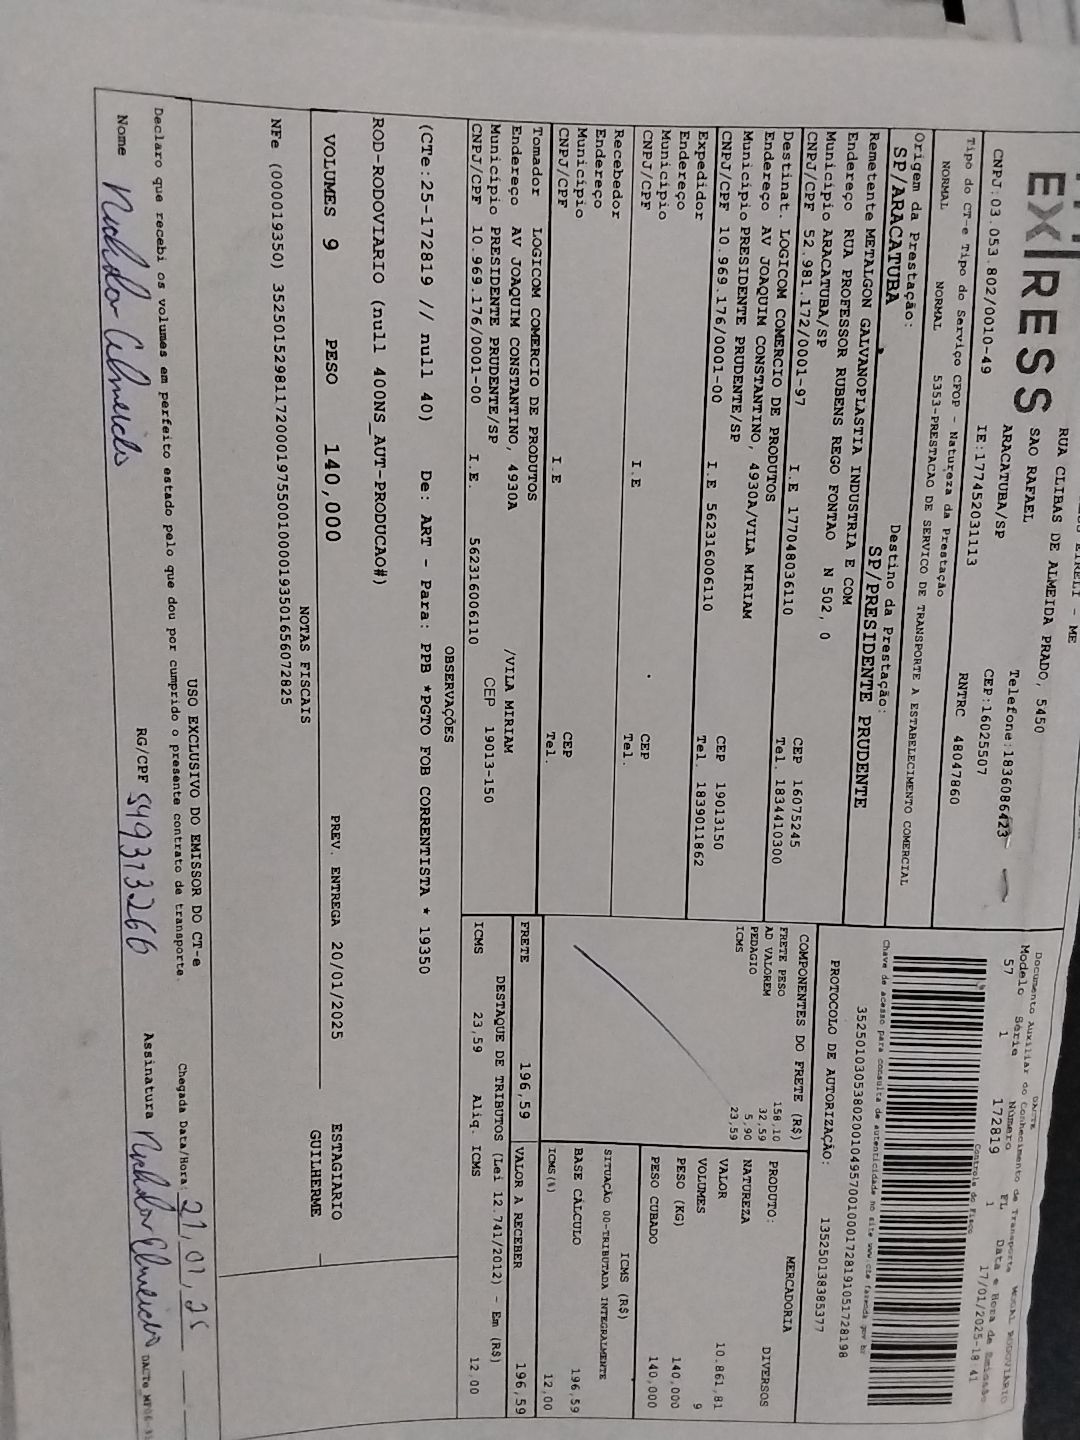 EX|RESS
EIRELI - ME
RUA CLIBAS DE ALMEIDA PRADO, 5450
SAO RAFAEL
Telefone:1836086423
ARACATUBA/SP
CEP:16025507
CNPJ:03.053.802/0010-49
IE:177452031113
RNTRC 48047860
DACTE
MODAL RODOVIÁRIO
Documento Auxiliar do Conhecimento de Transporte
Modelo Série Número FL Data e Hora de Emissão
57 1 172819 1 17/01/2025-18:41
Controle do Fisco
Chave de acesso para consulta de autenticidade no site www.cte.fazenda.gov.br
35250103053802001049570010001728191051728198
PROTOCOLO DE AUTORIZAÇÃO: 135250138385377
Tipo do CT-e Tipo do Serviço CFOP - Natureza da Prestação
NORMAL NORMAL 5353-PRESTACAO DE SERVICO DE TRANSPORTE A ESTABELECIMENTO COMERCIAL
Origem da Prestação: Destino da Prestação:
SP/ARACATUBA SP/PRESIDENTE PRUDENTE
Remetente METALGON GALVANOPLASTIA INDUSTRIA E COM
Endereço RUA PROFESSOR RUBENS REGO FONTAO N 502, 0
Município ARACATUBA/SP CEP 16075245
CNPJ/CPF 52.981.172/0001-97 I.E 177048036110 Tel. 1834410300
Destinat. LOGICOM COMERCIO DE PRODUTOS
Endereço AV JOAQUIM CONSTANTINO, 4930A/VILA MIRIAM
Município PRESIDENTE PRUDENTE/SP CEP 19013150
CNPJ/CPF 10.969.176/0001-00 I.E 562316006110 Tel. 1839011862
Expedidor
Endereço
Município CEP
CNPJ/CPF I.E Tel.
Recebedor
Endereço
Município CEP
CNPJ/CPF I.E Tel.
Tomador LOGICOM COMERCIO DE PRODUTOS
Endereço AV JOAQUIM CONSTANTINO, 4930A /VILA MIRIAM
Município PRESIDENTE PRUDENTE/SP CEP 19013-150
CNPJ/CPF 10.969.176/0001-00 I.E. 562316006110
COMPONENTES DO FRETE (R$)
FRETE PESO 158,10
AD VALOREM 32,59
PEDAGIO 5,90
ICMS 23,59
MERCADORIA
PRODUTO: DIVERSOS
NATUREZA
VALOR 10.861,81
VOLUMES 9
PESO (KG) 140,000
PESO CUBADO 140,000
ICMS (R$)
SITUAÇÃO 00-TRIBUTADA INTEGRALMENTE
BASE CÁLCULO 196,59
ICMS(%) 12,00
FRETE 196,59 VALOR A RECEBER 196,59
DESTAQUE DE TRIBUTOS (Lei 12.741/2012) - Em (R$)
ICMS 23,59 Aliq. ICMS 12,00
OBSERVAÇÕES
(CTe:25-172819 // null 40) De: ART - Para: PPB *PGTO FOB CORRENTISTA * 19350
ROD-RODOVIARIO (null 400NS_AUT-PRODUCAO#)
VOLUMES 9 PESO 140,000 PREV. ENTREGA 20/01/2025 ESTAGIARIO
GUILHERME
NOTAS FISCAIS
NFe (000019350) 35250152981172000197550010000193501656072825
USO EXCLUSIVO DO EMISSOR DO CT-e
Declaro que recebi os volumes em perfeito estado pelo que dou por cumprido o presente contrato de transporte.
Chegada Data/Hora: 21,01,25
Nome RG/CPF 549313266 Assinatura